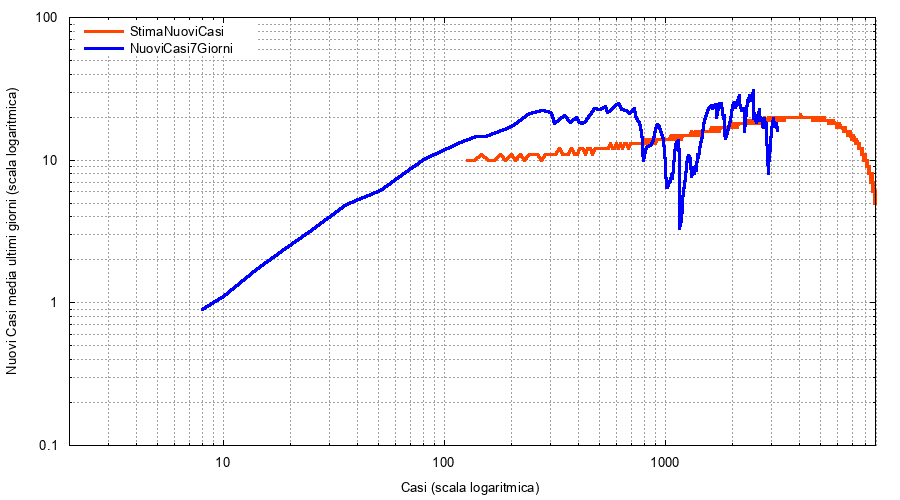 100
StimaNuoviCasi
NuoviCasi7Giorni
10
1
0.1
Nuovi Casi media ultimi giorni (scala logaritmica)
10
100
1000
Casi (scala logaritmica)